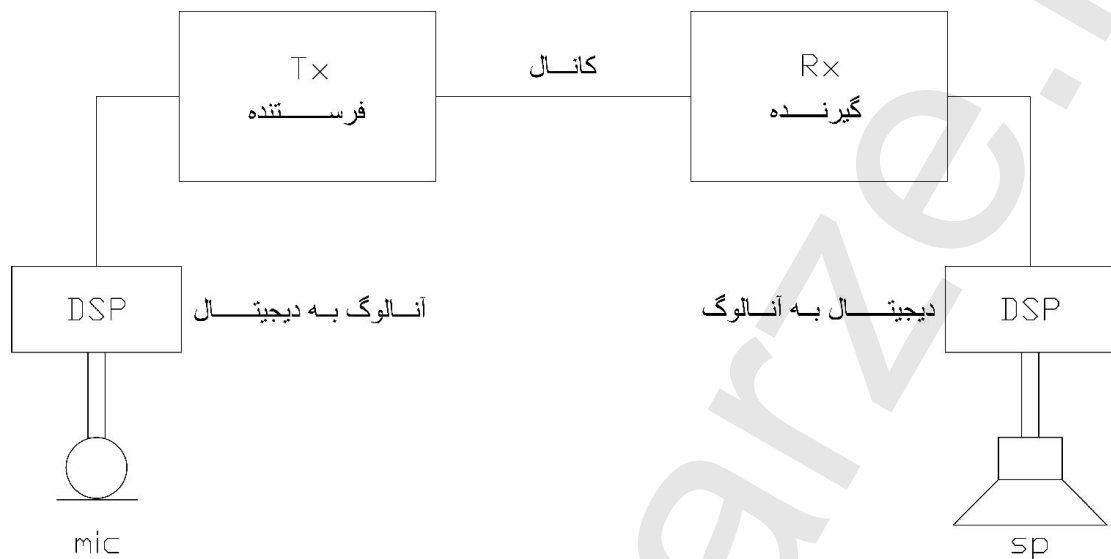 Tx
فرستنده
کانال
Rx
گیرنده
DSP
آنالوگ به دیجیتال
دیجیتال به آنالوگ
DSP
mic
sp